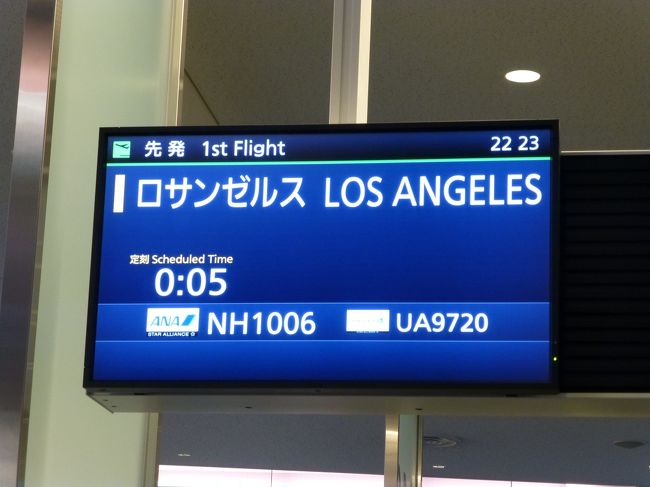 先発 1st Flight 22 23
ロサンゼルス LOS ANGELES
定刻 Scheduled Time
0:05
ANA NH1006 UA9720
STAR ALLIANCE